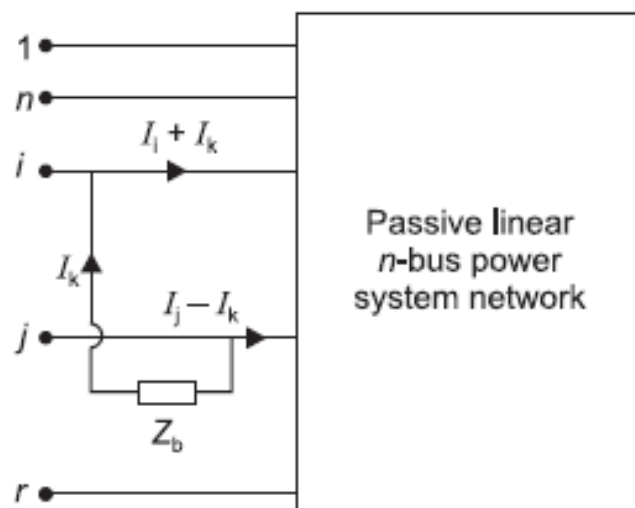 1
n
i
I_i + I_k
Passive linear
n-bus power
system network
I_k
I_j – I_k
j
Z_b
r